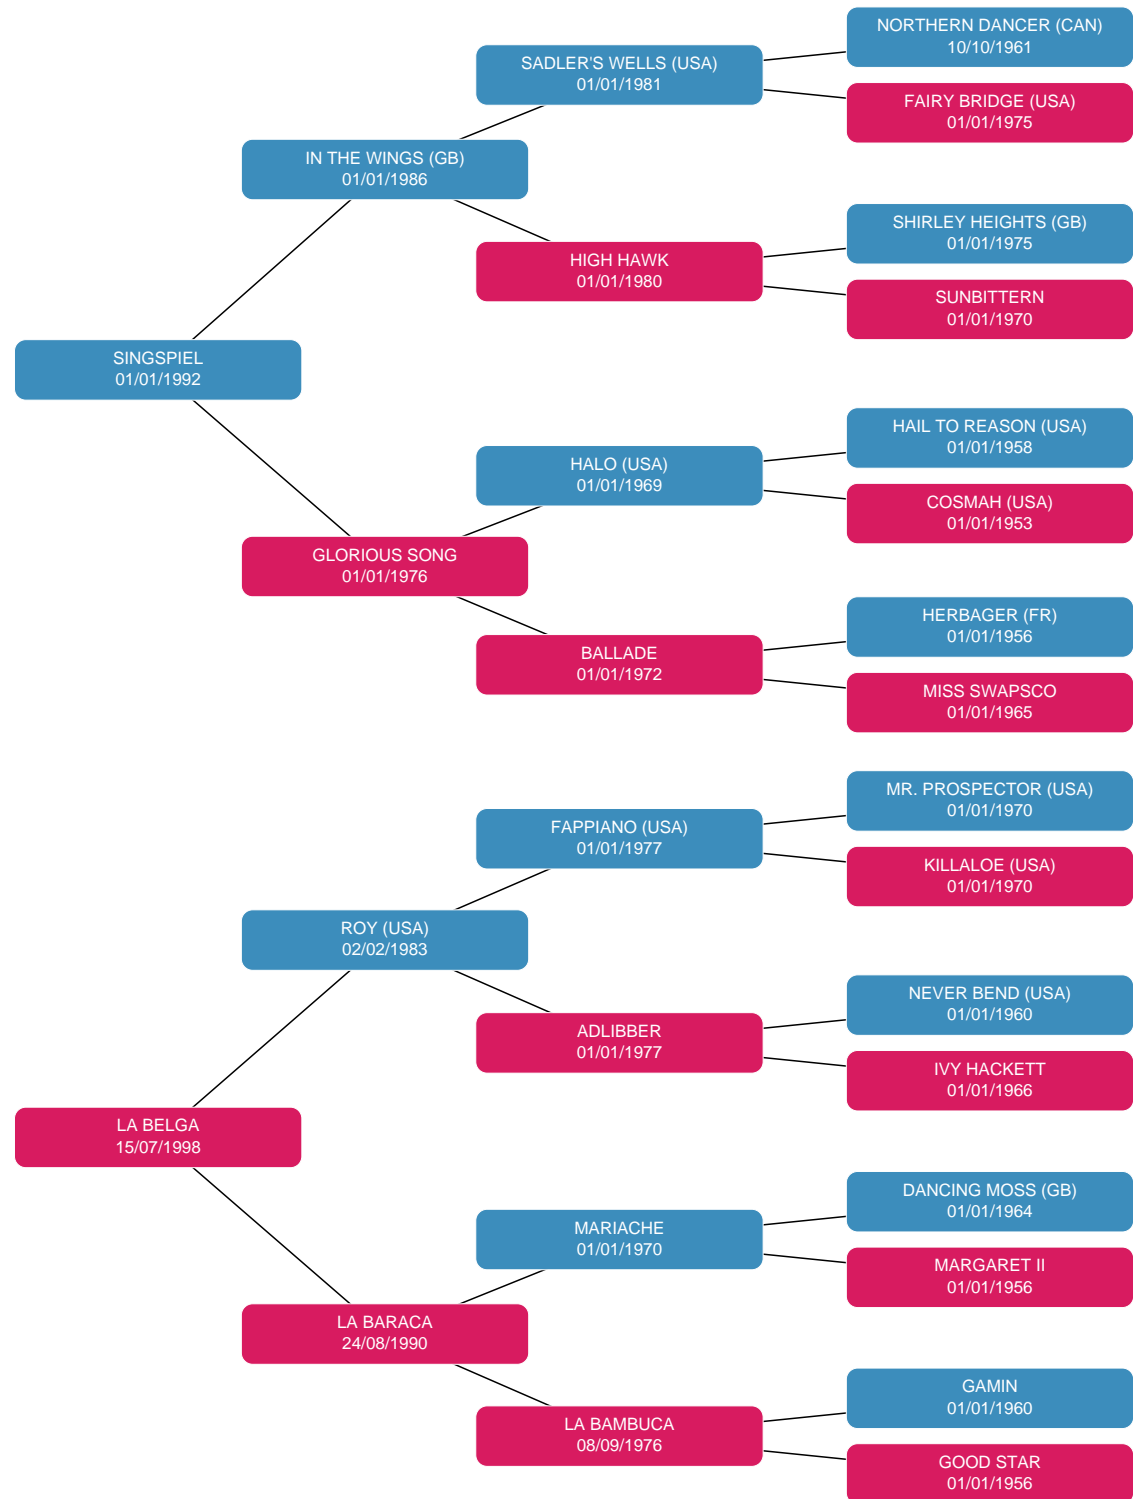 NORTHERN DANCER (CAN)
10/10/1961
SADLER'S WELLS (USA)
01/01/1981
FAIRY BRIDGE (USA)
01/01/1975
IN THE WINGS (GB)
01/01/1986
SHIRLEY HEIGHTS (GB)
01/01/1975
HIGH HAWK
01/01/1980
SUNBITTERN
01/01/1970
SINGSPIEL
01/01/1992
HAIL TO REASON (USA)
01/01/1958
HALO (USA)
01/01/1969
COSMAH (USA)
01/01/1953
GLORIOUS SONG
01/01/1976
HERBAGER (FR)
01/01/1956
BALLADE
01/01/1972
MISS SWAPSCO
01/01/1965
MR. PROSPECTOR (USA)
01/01/1970
FAPPIANO (USA)
01/01/1977
KILLALOE (USA)
01/01/1970
ROY (USA)
02/02/1983
NEVER BEND (USA)
01/01/1960
ADLIBBER
01/01/1977
IVY HACKETT
01/01/1966
LA BELGA
15/07/1998
DANCING MOSS (GB)
01/01/1964
MARIACHE
01/01/1970
MARGARET II
01/01/1956
LA BARACA
24/08/1990
GAMIN
01/01/1960
LA BAMBUCA
08/09/1976
GOOD STAR
01/01/1956